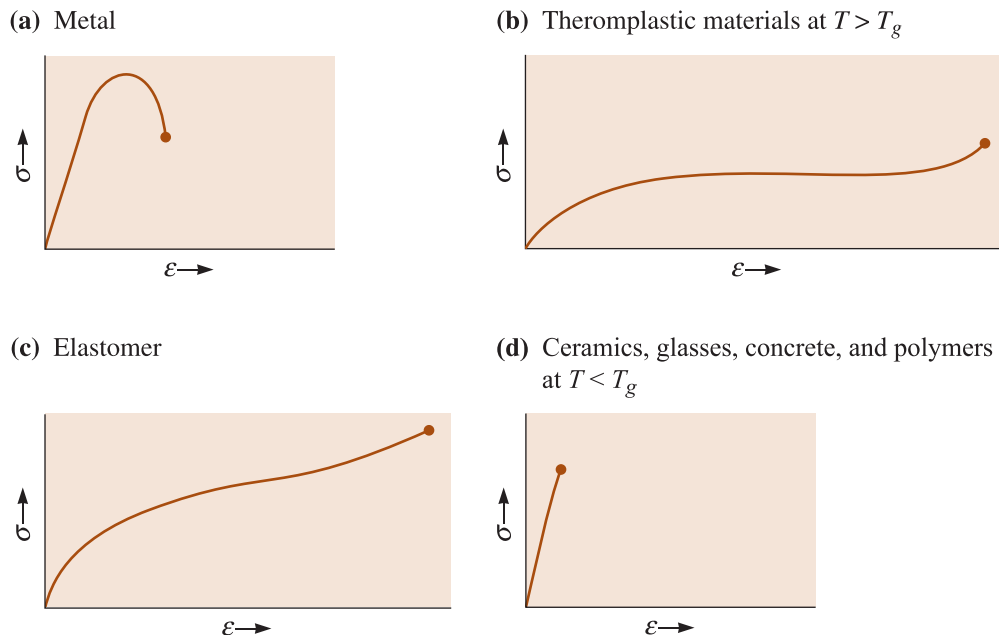 (a) Metal
(b) Theromplastic materials at T > Tg
σ→
σ→
ε→
ε→
(c) Elastomer
(d) Ceramics, glasses, concrete, and polymers
at T < Tg
σ→
σ→
ε→
ε→